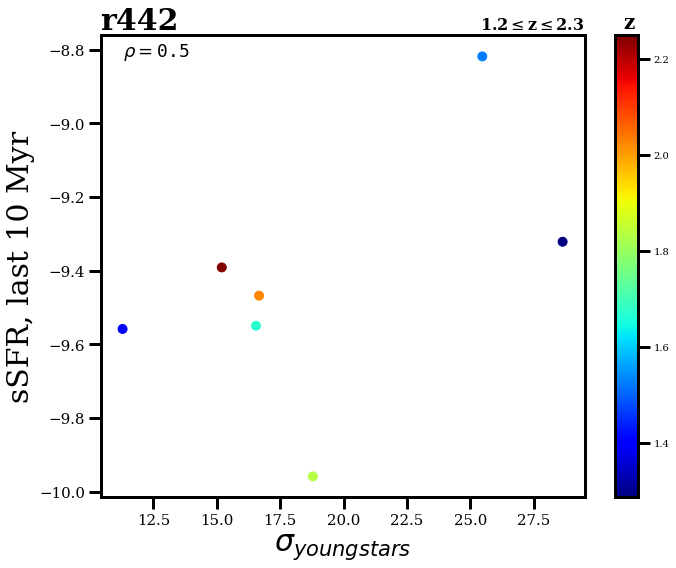 r442
1.2 ≤ z ≤ 2.3
z
ρ = 0.5
sSFR, last 10 Myr
−8.8
−9.0
−9.2
−9.4
−9.6
−9.8
−10.0
12.5 15.0 17.5 20.0 22.5 25.0 27.5
σyoungstars
2.2
2.0
1.8
1.6
1.4